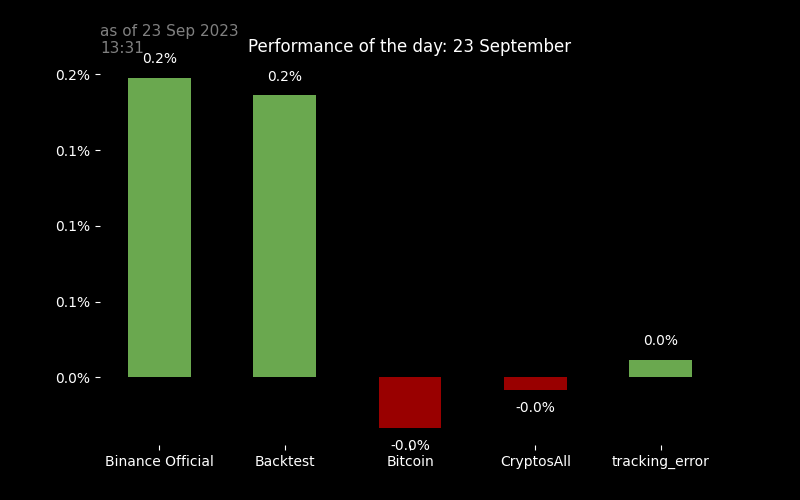 as of 23 Sep 2023
13:31
Performance of the day: 23 September
0.2%
0.2%
0.2%
0.1%
0.1%
0.1%
0.0%
0.0%
-0.0%
-0.0%
Binance Official
Backtest
Bitcoin
CryptosAll
tracking_error